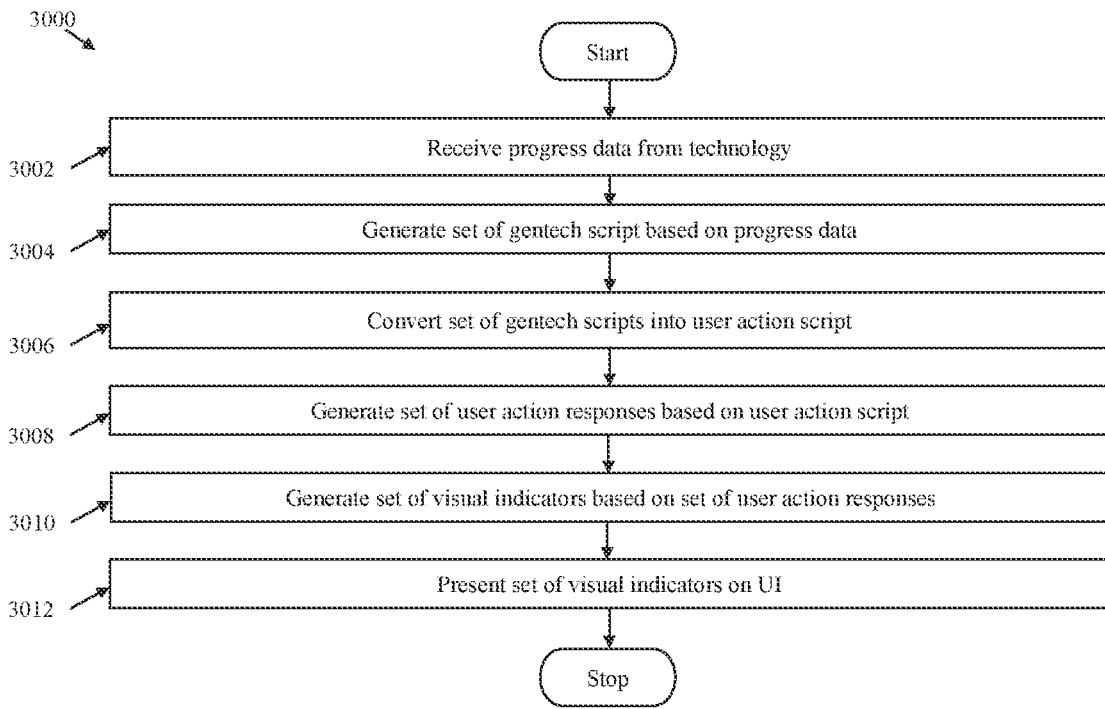 3000
Start
3002
Receive progress data from technology
3004
Generate set of gentech script based on progress data
3006
Convert set of gentech scripts into user action script
3008
Generate set of user action responses based on user action script
3010
Generate set of visual indicators based on set of user action responses
3012
Present set of visual indicators on UI
Stop